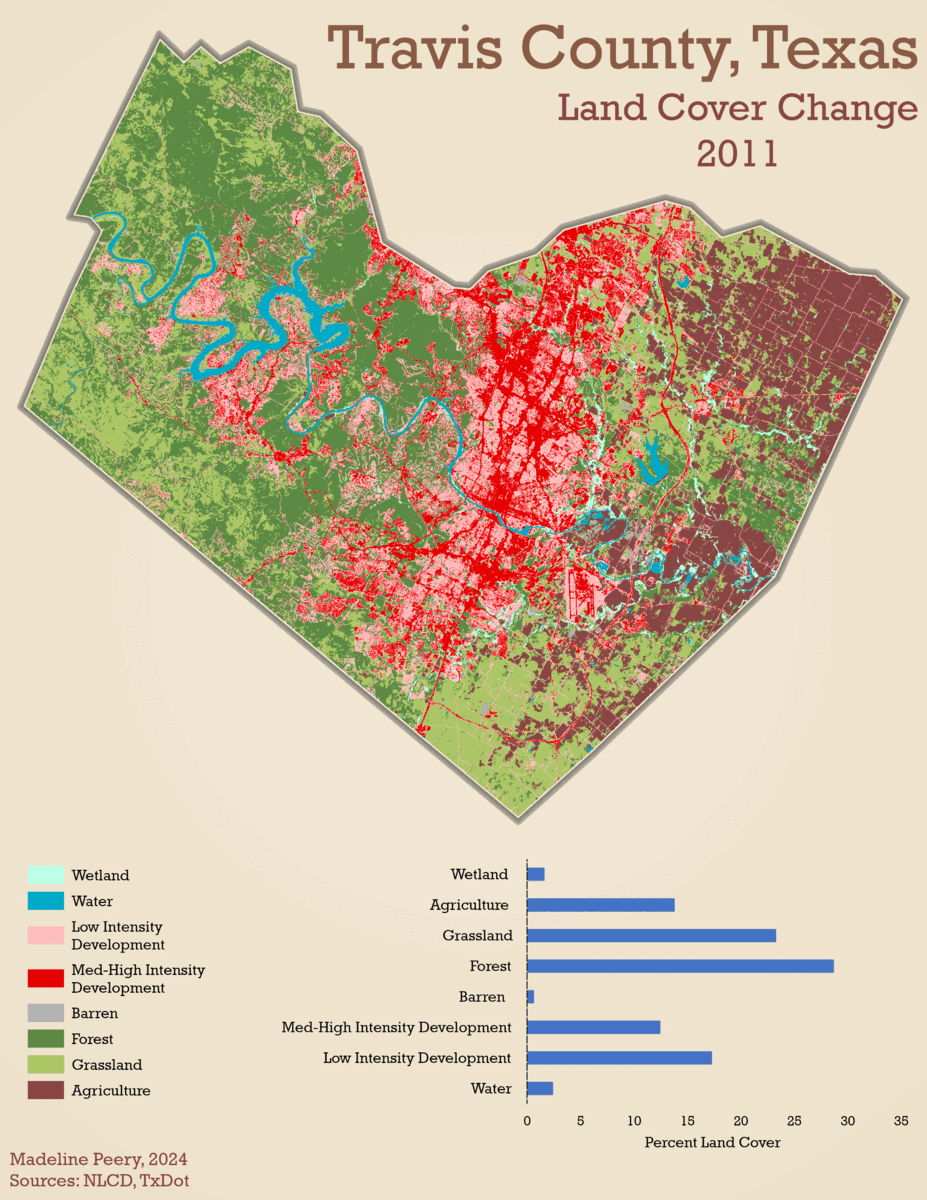 Travis County, Texas
Land Cover Change
2011
Wetland
Water
Low Intensity
Development
Med-High Intensity
Development
Barren
Forest
Grassland
Agriculture
Wetland
Agriculture
Grassland
Forest
Barren
Med-High Intensity Development
Low Intensity Development
Water
0 5 10 15 20 25 30 35
Percent Land Cover
Madeline Peery, 2024
Sources: NLCD, TxDot